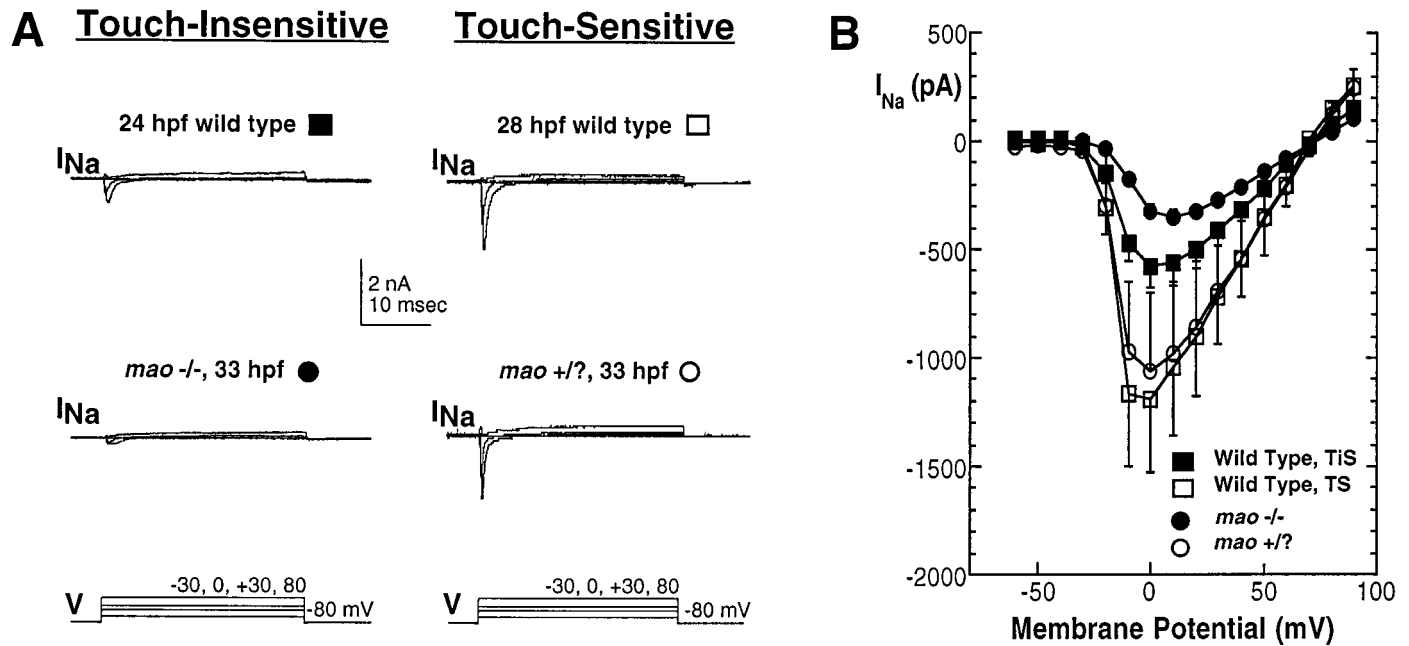 A
Touch-Insensitive
Touch-Sensitive
24 hpf wild type
28 hpf wild type
INa
INa
2 nA
10 msec
mao -/-, 33 hpf
mao +/?, 33 hpf
INa
INa
-30, 0, +30, 80
-30, 0, +30, 80
V
-80 mV
V
-80 mV
B
INa (pA)
500
0
-500
-1000
-1500
-2000
Wild Type, TiS
Wild Type, TS
mao -/-
mao +/?
-50
0
50
100
Membrane Potential (mV)